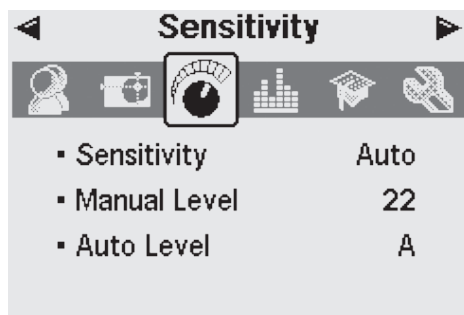 Sensitivity
▪ Sensitivity Auto
▪ Manual Level 22
▪ Auto Level A